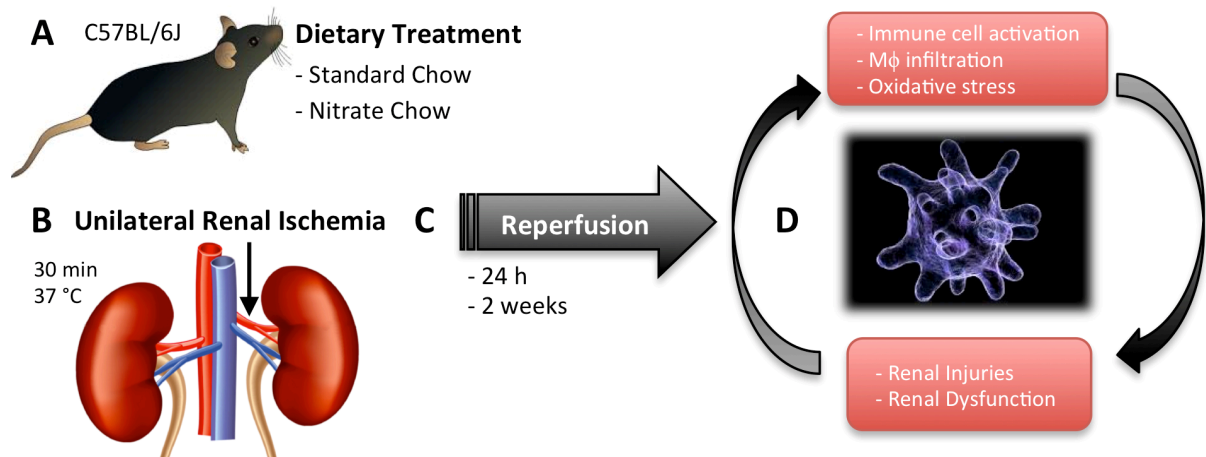 A
C57BL/6J
Dietary Treatment
- Standard Chow
- Nitrate Chow
B
Unilateral Renal Ischemia
30 min
37 °C
C
Reperfusion
- 24 h
- 2 weeks
D
- Immune cell activation
- Mϕ infiltration
- Oxidative stress
- Renal Injuries
- Renal Dysfunction